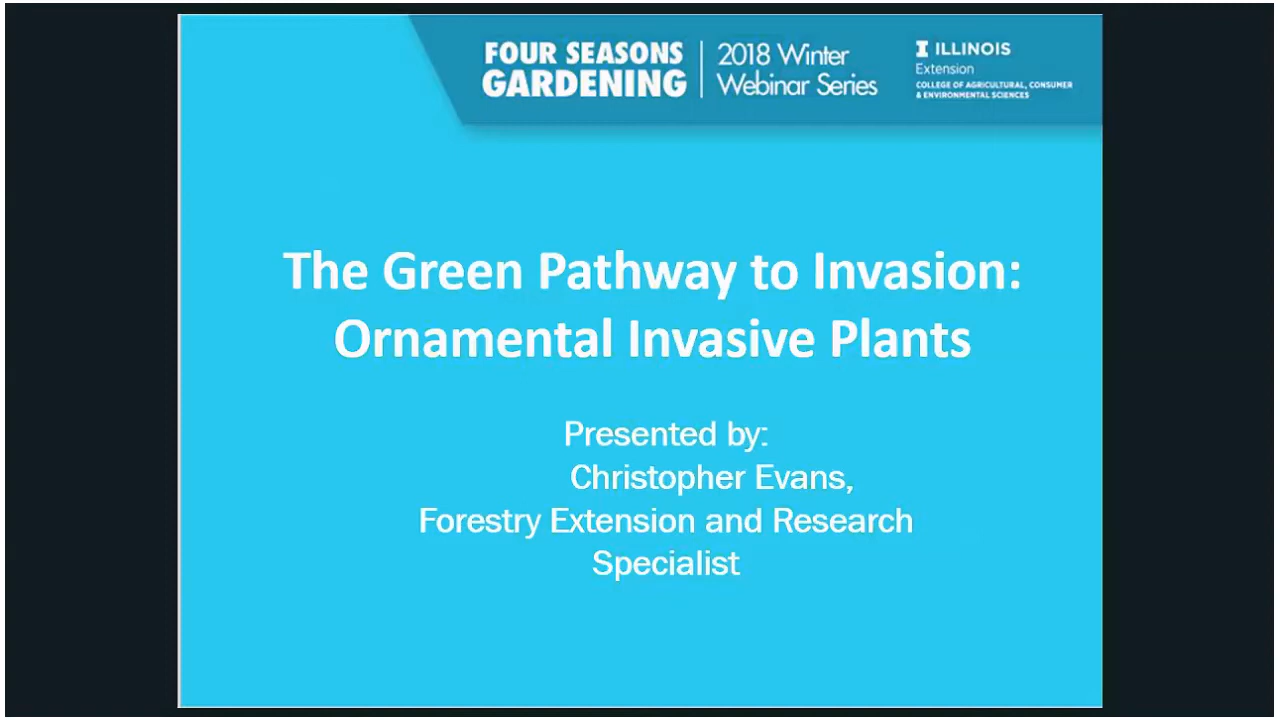 FOUR SEASONS
GARDENING
2018 Winter
Webinar Series
I ILLINOIS
Extension
COLLEGE OF AGRICULTURAL, CONSUMER
& ENVIRONMENTAL SCIENCES
The Green Pathway to Invasion:
Ornamental Invasive Plants
Presented by:
Christopher Evans,
Forestry Extension and Research
Specialist